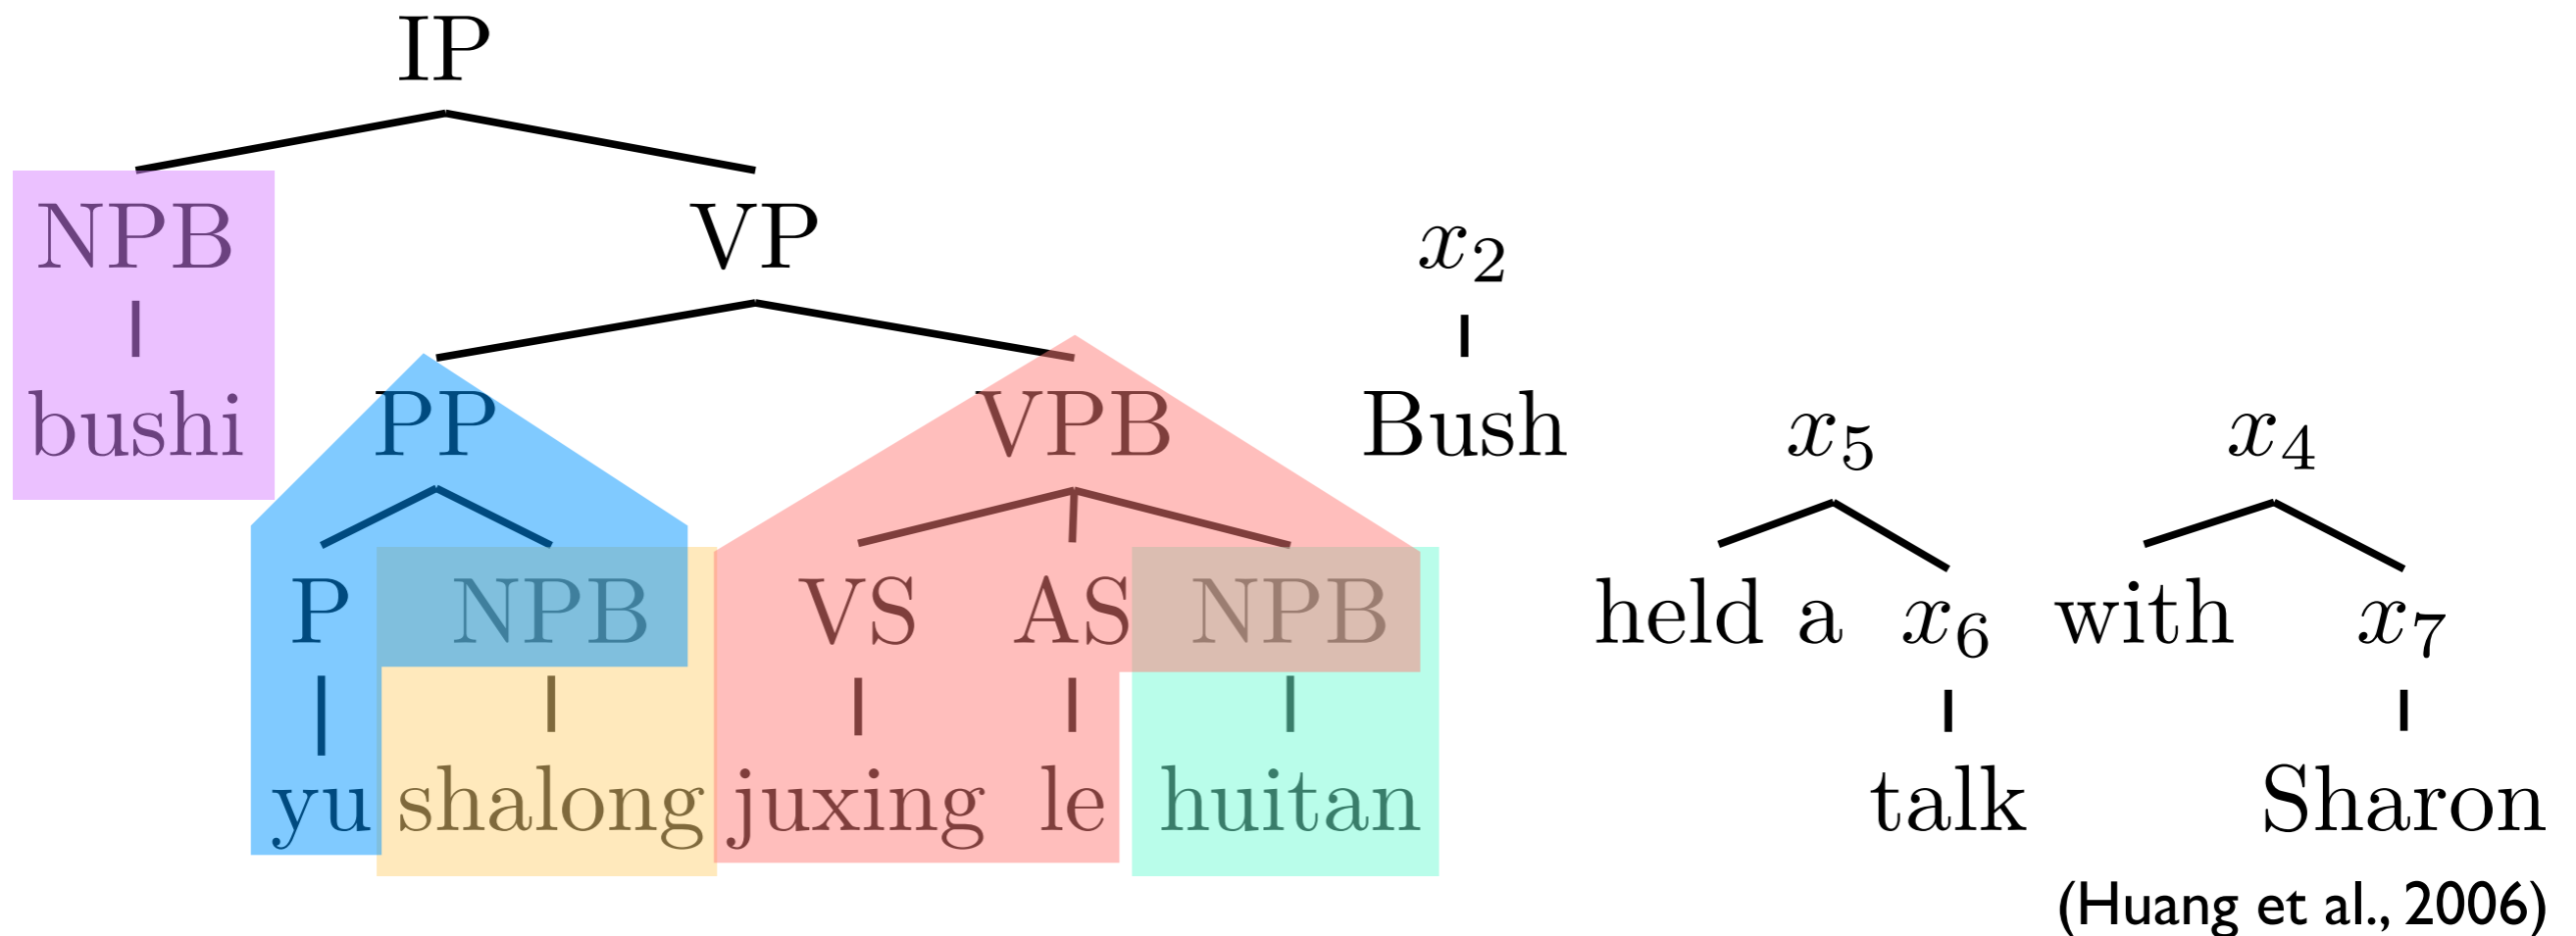 IP
NPB VP x₂
bushi PP VPB Bush x₅ x₄
P NPB VS AS NPB held a x₆ with x₇
yu shalong juxing le huitan talk Sharon
(Huang et al., 2006)